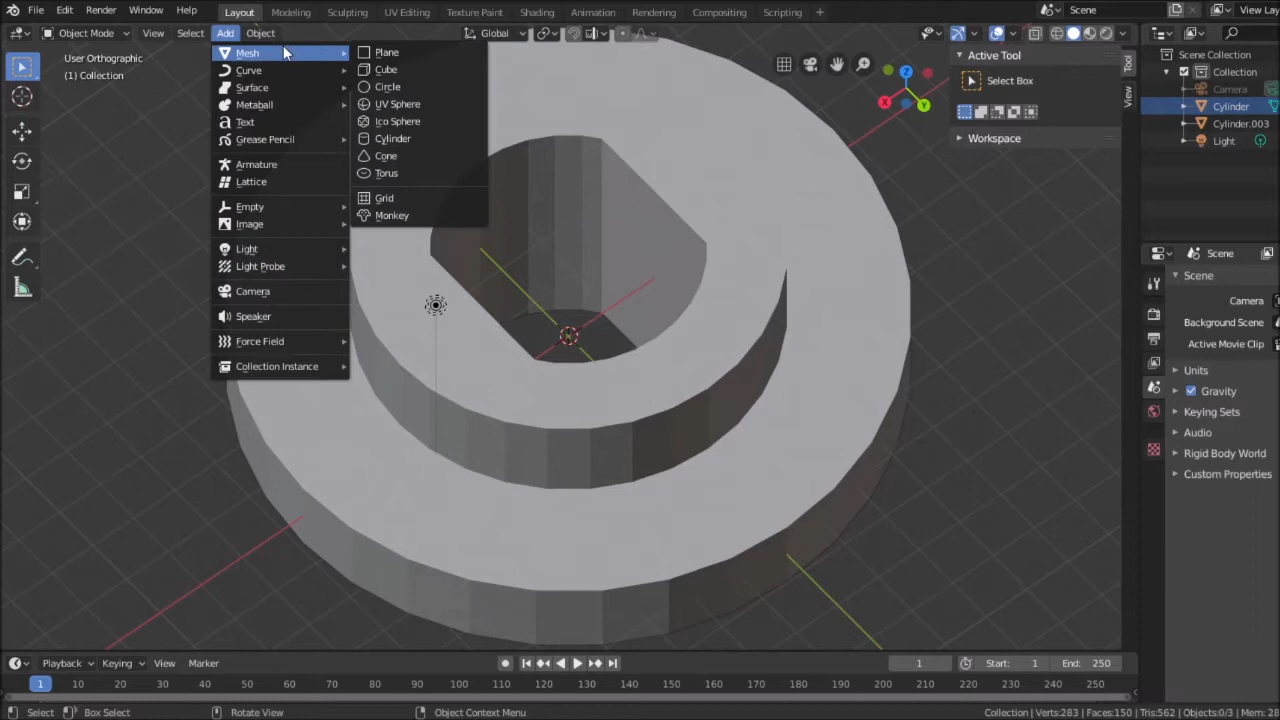 File Edit Render Window Help Layout Modeling Sculpting UV Editing Texture Paint Shading Animation Rendering Compositing Scripting + Scene View Lay
Object Mode View Select Add Object Global
User Orthographic
(1) Collection
Mesh
Curve
Surface
Metaball
Text
Grease Pencil
Armature
Lattice
Empty
Image
Light
Light Probe
Camera
Speaker
Force Field
Collection Instance
Plane
Cube
Circle
UV Sphere
Ico Sphere
Cylinder
Cone
Torus
Grid
Monkey
Z
X
Y
Active Tool
Select Box
Workspace
Tool
View
Scene Collection
Collection
Camera
Cylinder
Cylinder.003
Light
Scene
Scene
Camera
Background Scene
Active Movie Clip
Units
Gravity
Keying Sets
Audio
Rigid Body World
Custom Properties
Playback Keying View Marker 1 Start: 1 End: 250
1 10 20 30 40 50 60 70 80 90 100 110 120 130 140 150 160 170 180 190 200 210 220 230 240 250
Select Box Select Rotate View Object Context Menu Collection | Verts:283 | Faces:150 | Tris:562 | Objects:0/3 | Mem: 28